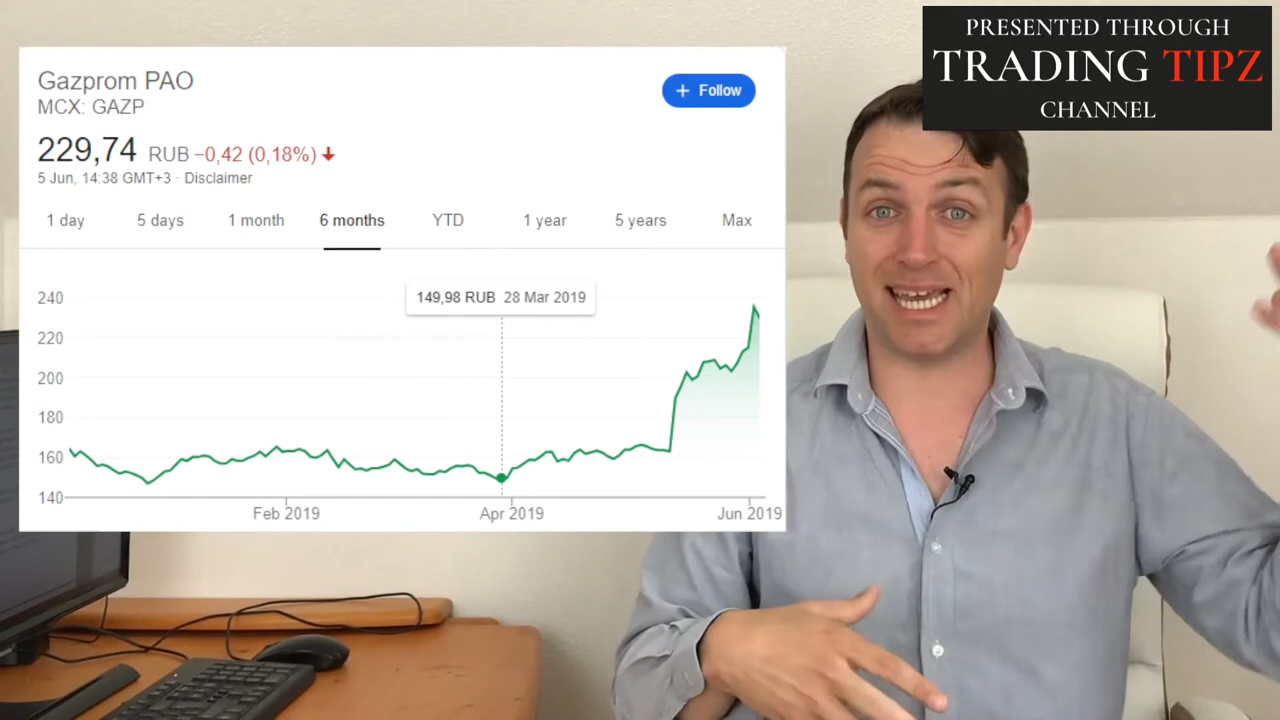 PRESENTED THROUGH
TRADING TIPZ
CHANNEL
Gazprom PAO
MCX: GAZP
+ Follow
229,74 RUB −0,42 (0,18%)
5 Jun, 14:38 GMT+3 · Disclaimer
1 day 5 days 1 month 6 months YTD 1 year 5 years Max
149,98 RUB 28 Mar 2019
240
220
200
180
160
140
Feb 2019 Apr 2019 Jun 2019